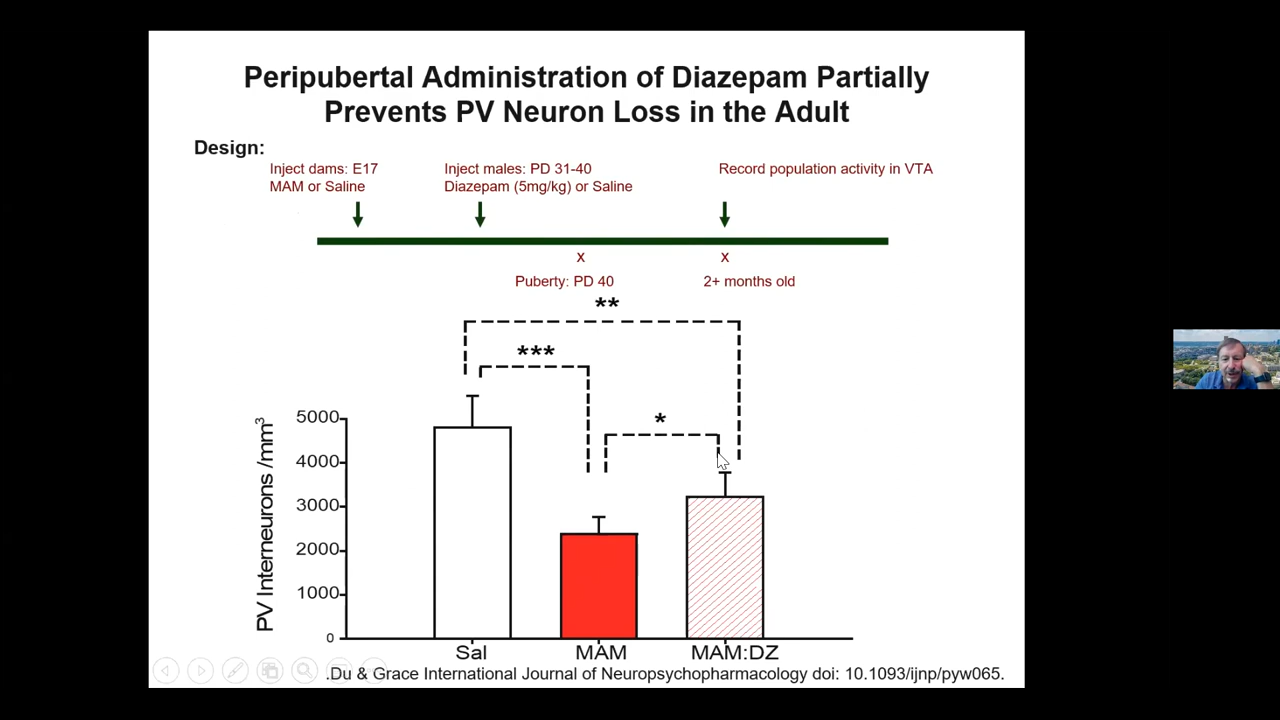 Peripubertal Administration of Diazepam Partially
Prevents PV Neuron Loss in the Adult
Design:
Inject dams: E17
MAM or Saline
Inject males: PD 31-40
Diazepam (5mg/kg) or Saline
Record population activity in VTA
x
x
Puberty: PD 40
2+ months old
**
***
*
PV Interneurons /mm³
5000
4000
3000
2000
1000
0
Sal
MAM
MAM:DZ
.Du & Grace International Journal of Neuropsychopharmacology doi: 10.1093/ijnp/pyw065.